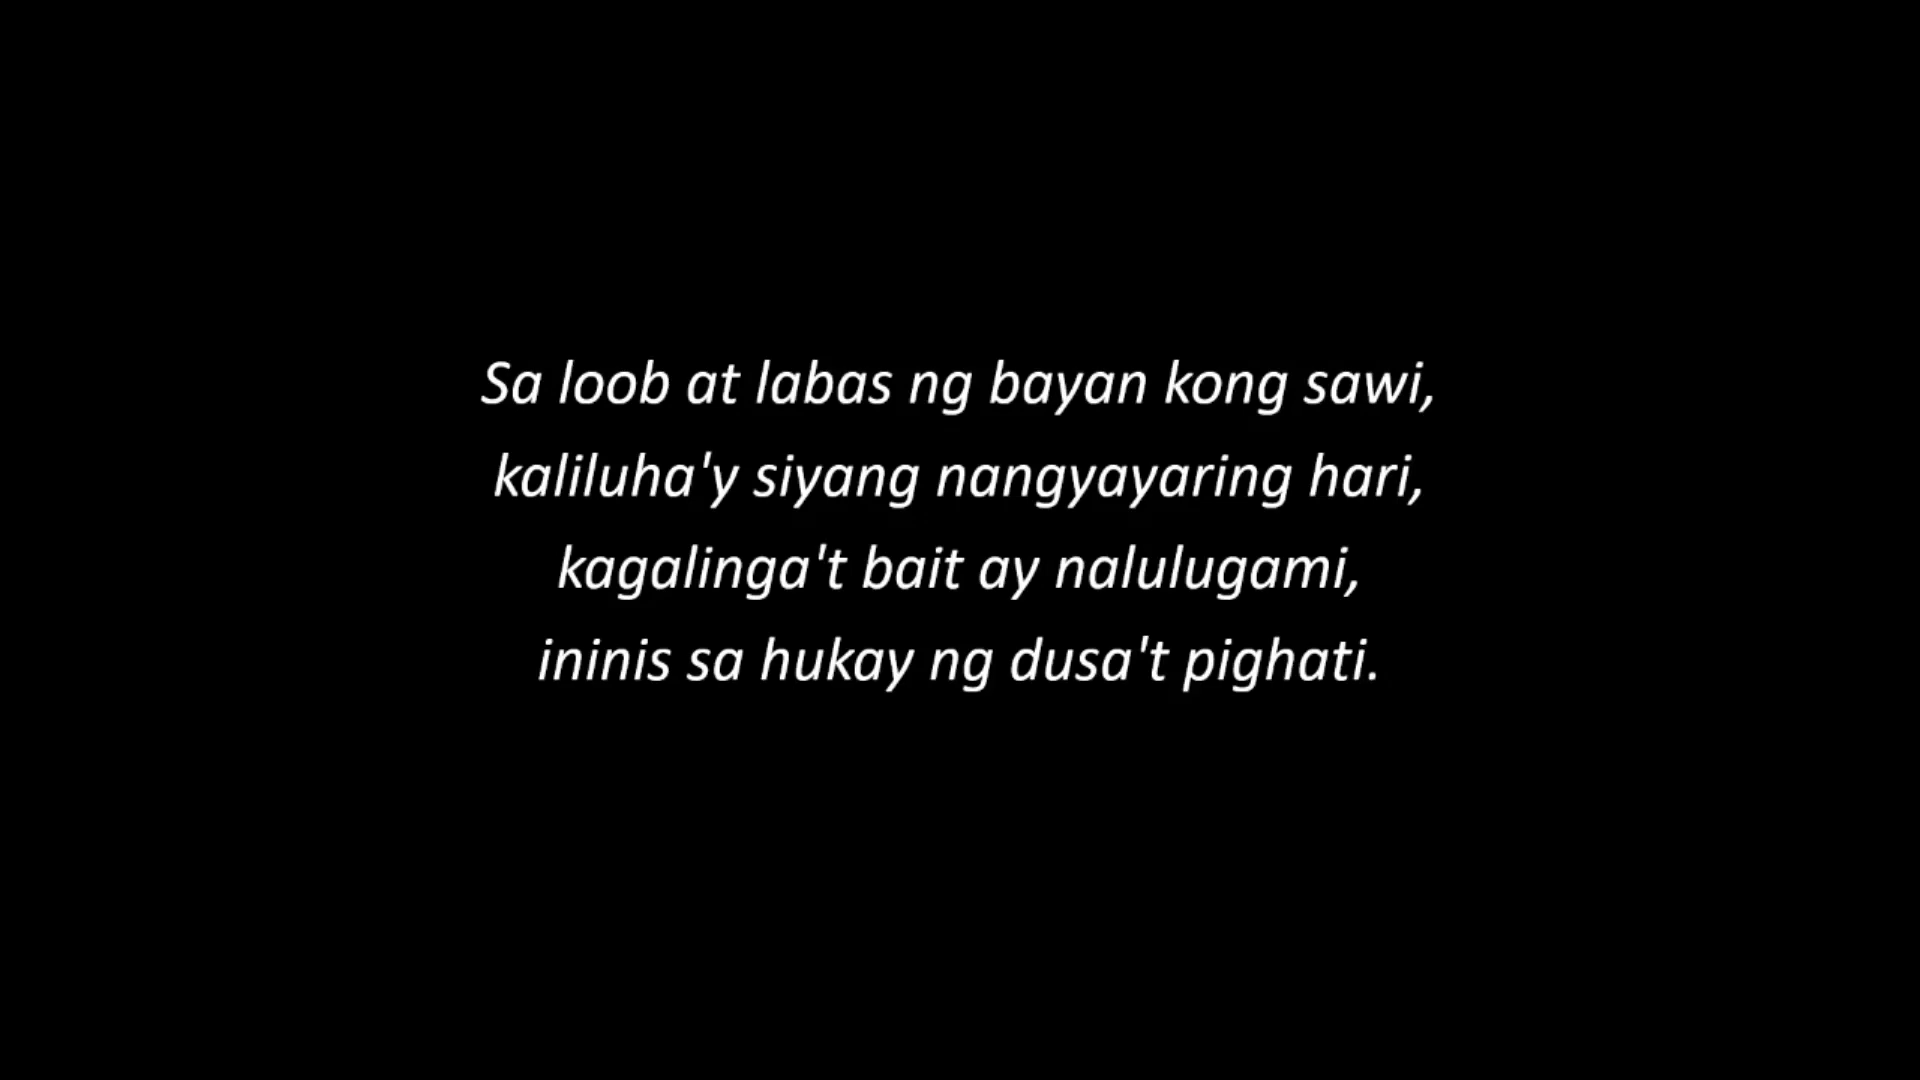 Sa loob at labas ng bayan kong sawi,
kaliluha'y siyang nangyayaring hari,
kagalinga't bait ay nalulugami,
ininis sa hukay ng dusa't pighati.